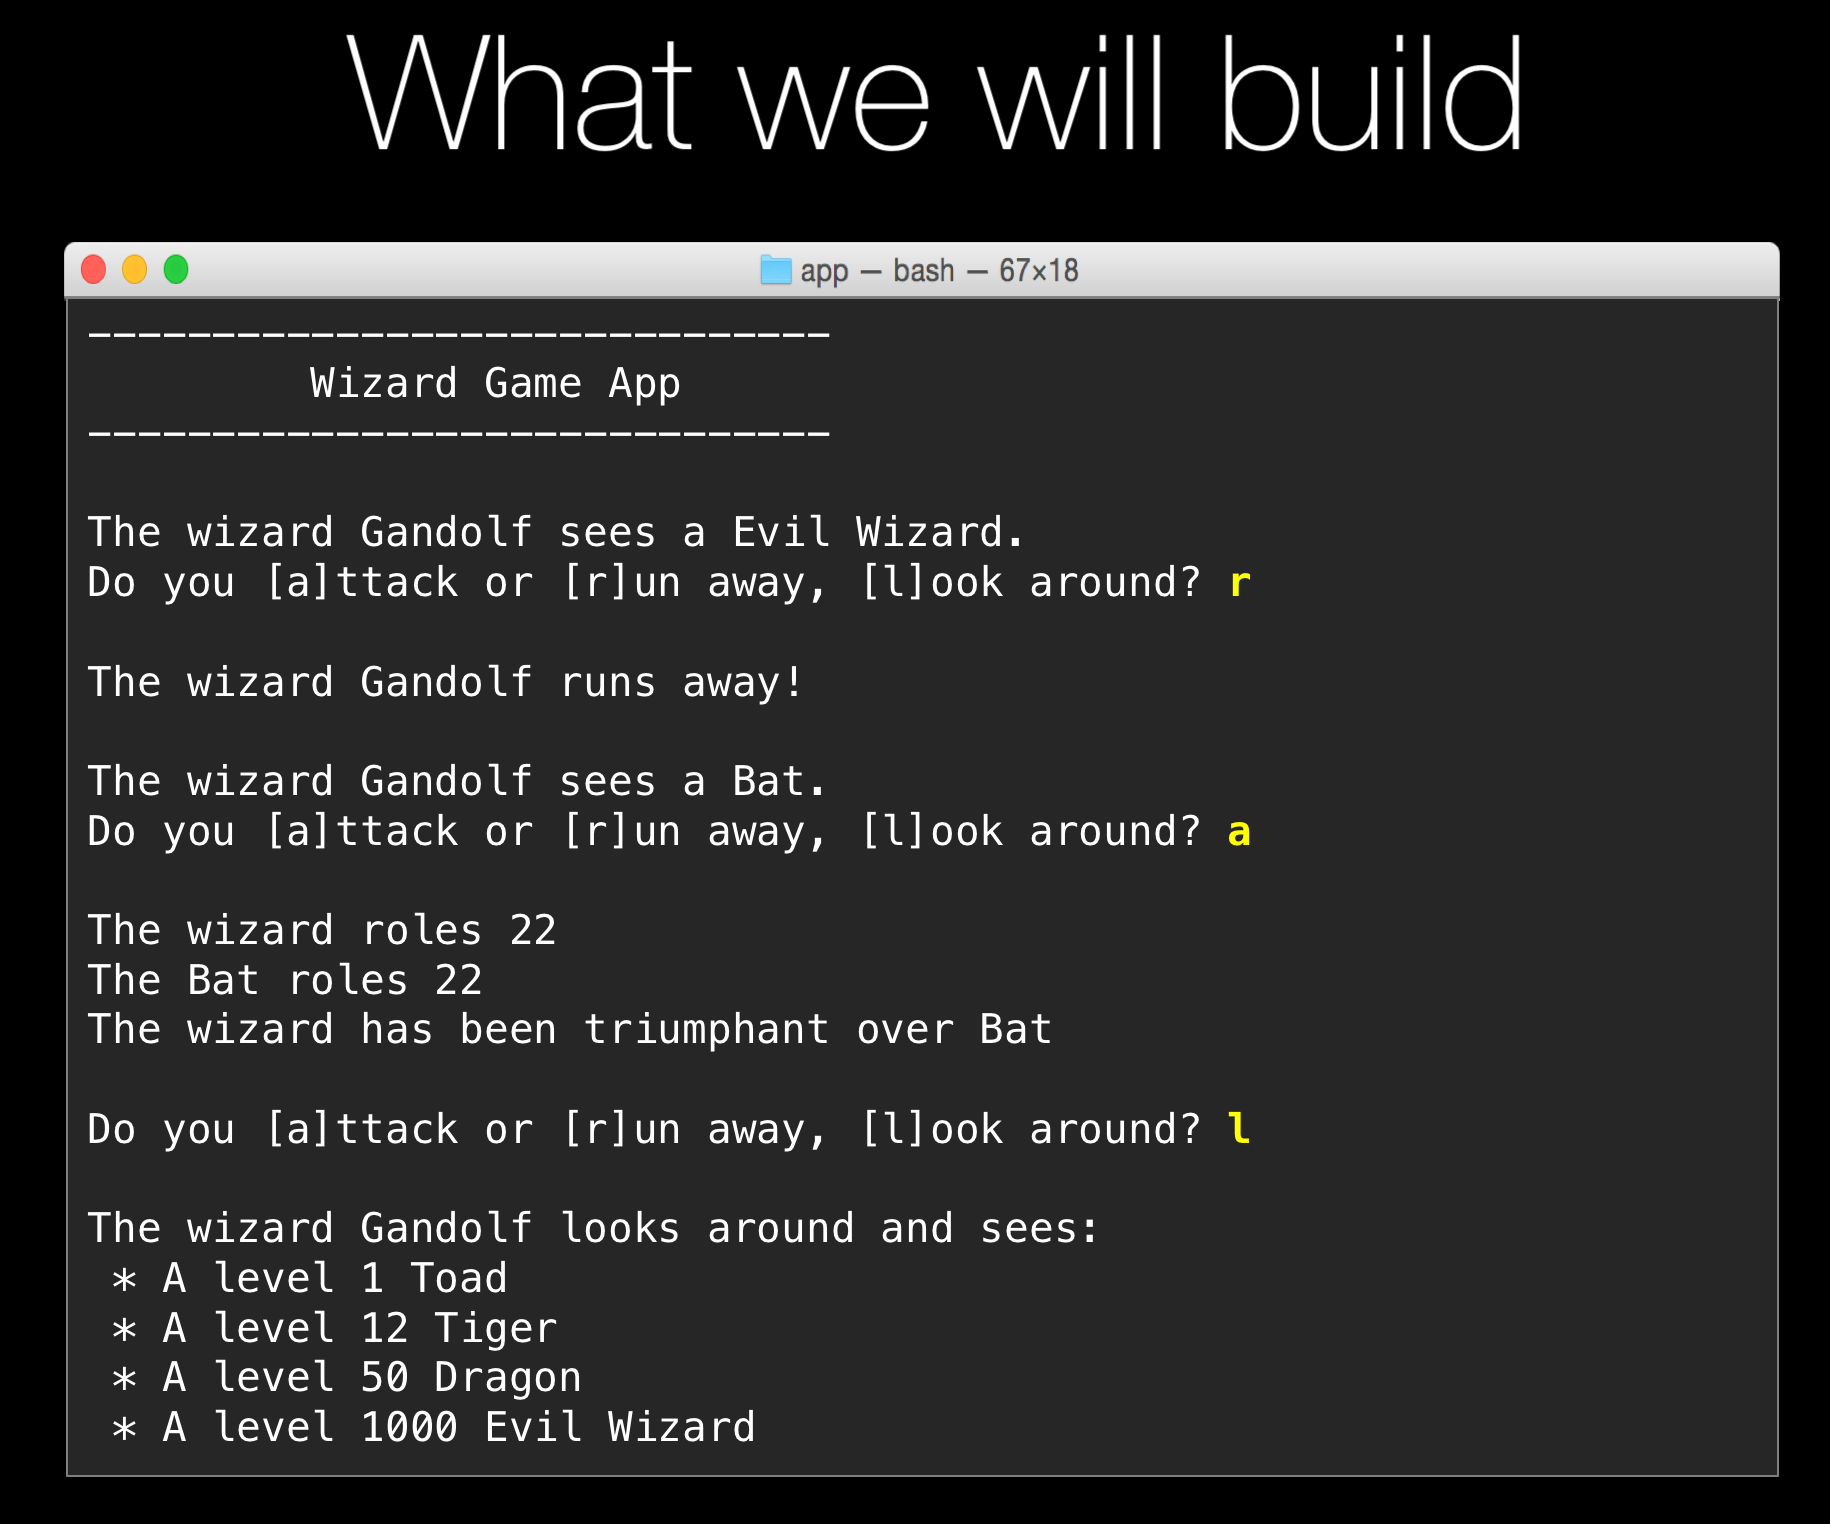 What we will build
app — bash — 67×18
------------------------------
Wizard Game App
------------------------------
The wizard Gandolf sees a Evil Wizard.
Do you [a]ttack or [r]un away, [l]ook around? r
The wizard Gandolf runs away!
The wizard Gandolf sees a Bat.
Do you [a]ttack or [r]un away, [l]ook around? a
The wizard roles 22
The Bat roles 22
The wizard has been triumphant over Bat
Do you [a]ttack or [r]un away, [l]ook around? l
The wizard Gandolf looks around and sees:
* A level 1 Toad
* A level 12 Tiger
* A level 50 Dragon
* A level 1000 Evil Wizard